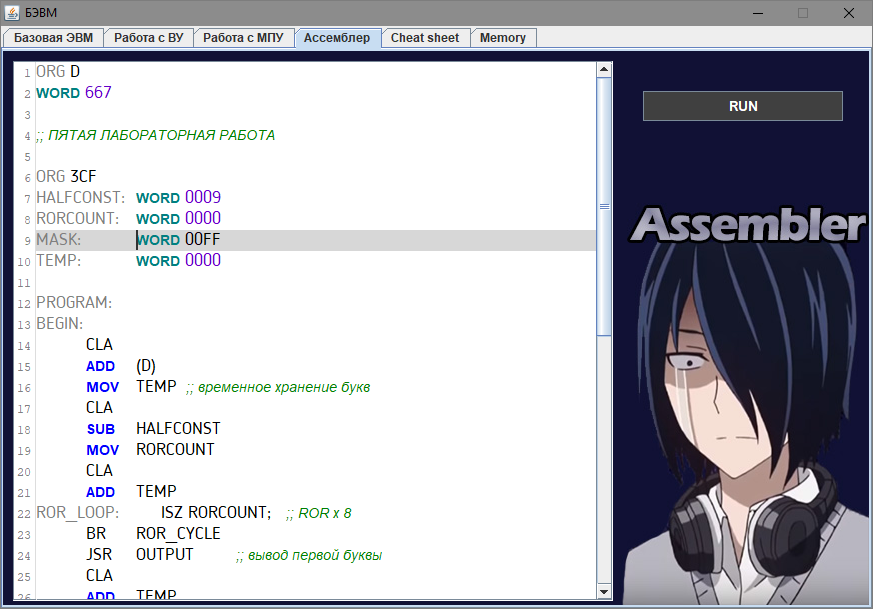 БЭВМ
Базовая ЭВМ Работа с ВУ Работа с МПУ Ассемблер Cheat sheet Memory
1 ORG D
2 WORD 667
3
4 ;; ПЯТАЯ ЛАБОРАТОРНАЯ РАБОТА
5
6 ORG 3CF
7 HALFCONST: WORD 0009
8 RORCOUNT: WORD 0000
9 MASK: WORD 00FF
10 TEMP: WORD 0000
11
12 PROGRAM:
13 BEGIN:
14 CLA
15 ADD (D)
16 MOV TEMP ;; временное хранение букв
17 CLA
18 SUB HALFCONST
19 MOV RORCOUNT
20 CLA
21 ADD TEMP
22 ROR_LOOP: ISZ RORCOUNT; ;; ROR x 8
23 BR ROR_CYCLE
24 JSR OUTPUT ;; вывод первой буквы
25 CLA
26 ADD TEMP
RUN
Assembler